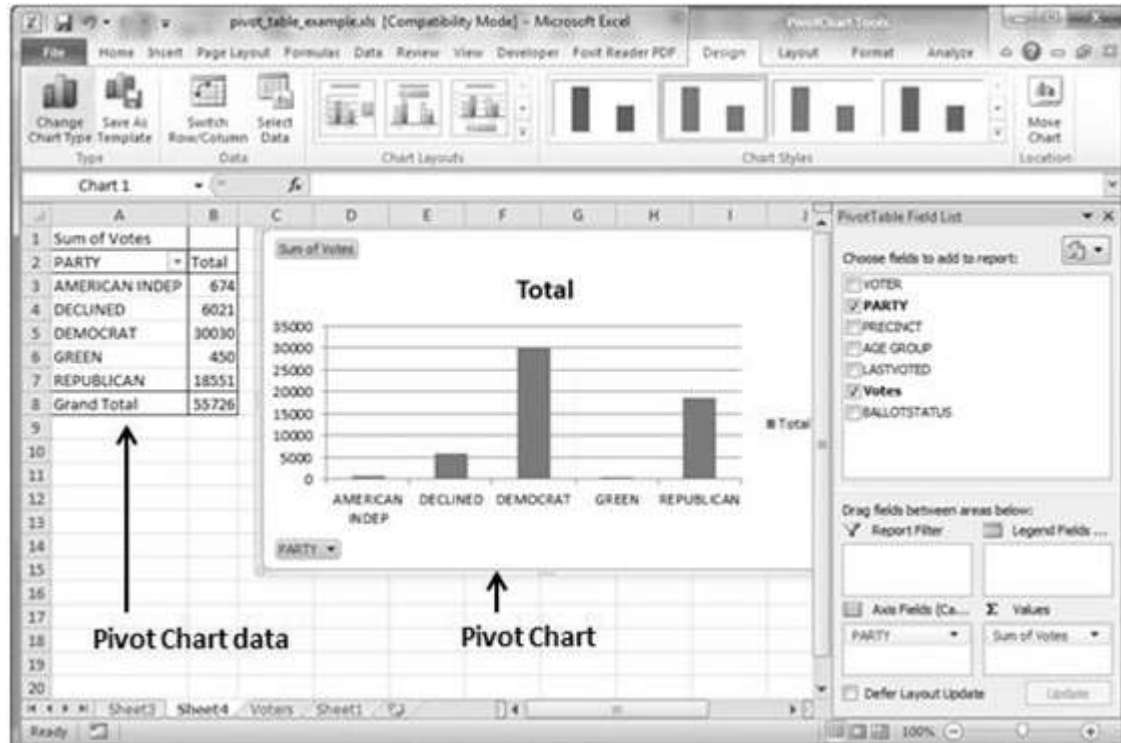 pivot_table_example.xls [Compatibility Mode] - Microsoft Excel
PivotChart Tools
File Home Insert Page Layout Formulas Data Review View Developer Foxit Reader PDF Design Layout Format Analyze
Change Chart Type
Save As Template
Switch Row/Column
Select Data
Move Chart
Type Data Chart Layouts Chart Styles Location
Chart 1 fx
A B C D E F G H I J
1 Sum of Votes
2 PARTY Total
3 AMERICAN INDEP 674
4 DECLINED 6021
5 DEMOCRAT 30030
6 GREEN 450
7 REPUBLICAN 18551
8 Grand Total 55726
9
10
11
12
13
14
15
16
17
18
19
20
Sum of Votes
Total
35000
30000
25000
20000
15000
10000
5000
0
AMERICAN INDEP DECLINED DEMOCRAT GREEN REPUBLICAN
Total
PARTY
Pivot Chart data
Pivot Chart
PivotTable Field List
Choose fields to add to report:
VOTER
PARTY
PRECINCT
AGE GROUP
LASTVOTED
Votes
BALLOTSTATUS
Drag fields between areas below:
Report Filter
Legend Fields ...
Axis Fields (Ca...
Σ Values
PARTY
Sum of Votes
Defer Layout Update
Update
Sheet3 Sheet4 Voters Sheet1
Ready
100%